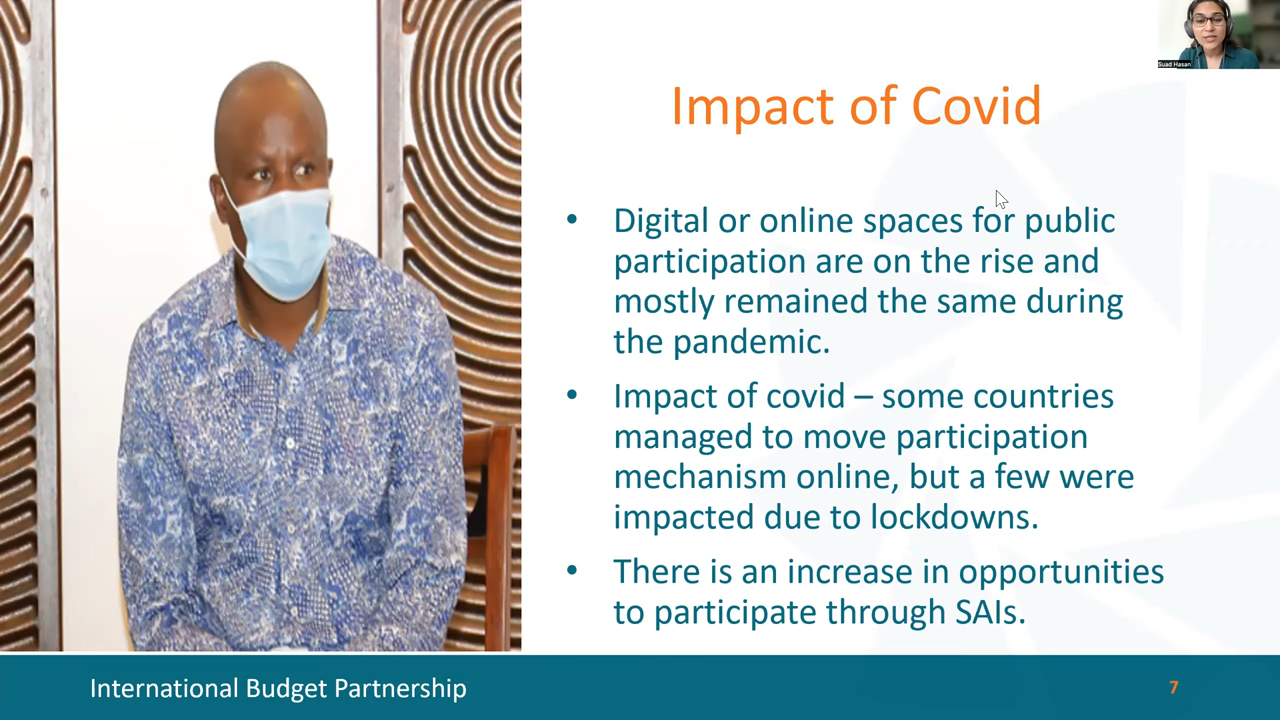 Suad Hasan
Impact of Covid
• Digital or online spaces for public
participation are on the rise and
mostly remained the same during
the pandemic.
• Impact of covid – some countries
managed to move participation
mechanism online, but a few were
impacted due to lockdowns.
• There is an increase in opportunities
to participate through SAIs.
International Budget Partnership
7